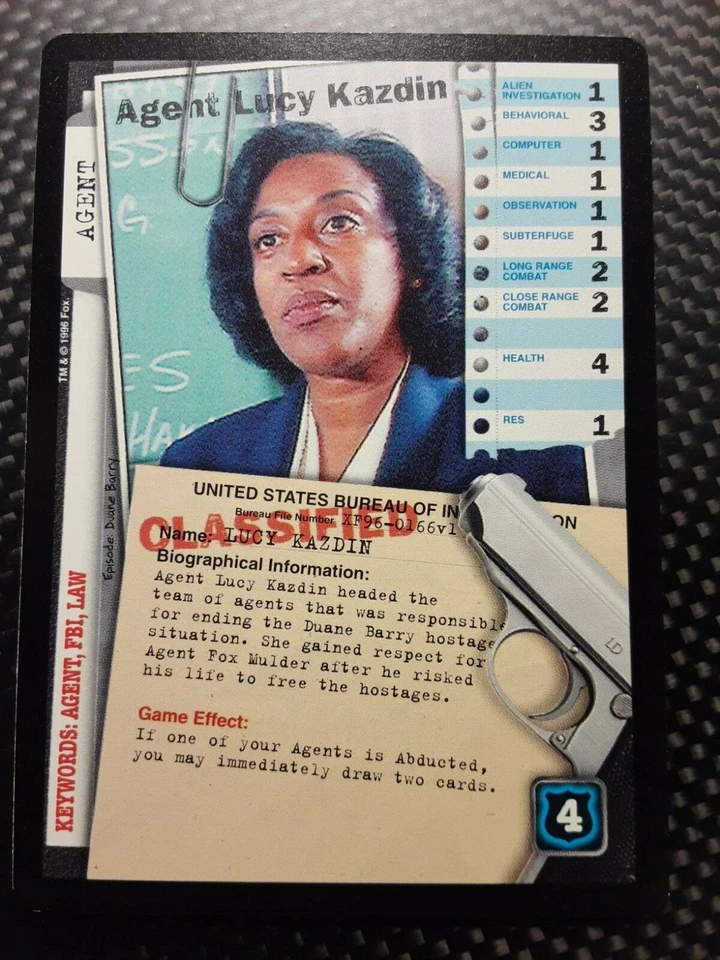 Agent Lucy Kazdin
AGENT
TM & © 1996 Fox.
KEYWORDS: AGENT, FBI, LAW
Episode: Duane Barry
G
ES
ALIEN
INVESTIGATION 1
BEHAVIORAL 3
COMPUTER 1
MEDICAL 1
OBSERVATION 1
SUBTERFUGE 1
LONG RANGE
COMBAT 2
CLOSE RANGE
COMBAT 2
HEALTH 4
RES 1
UNITED STATES BUREAU OF IN ON
Bureau File Number XF96-0166v1
CLASSIFIED
Name: LUCY KAZDIN
Biographical Information:
Agent Lucy Kazdin headed the
team of agents that was responsible
for ending the Duane Barry hostage
situation. She gained respect for
Agent Fox Mulder after he risked
his life to free the hostages.
Game Effect:
If one of your Agents is Abducted,
you may immediately draw two cards.
LD
4